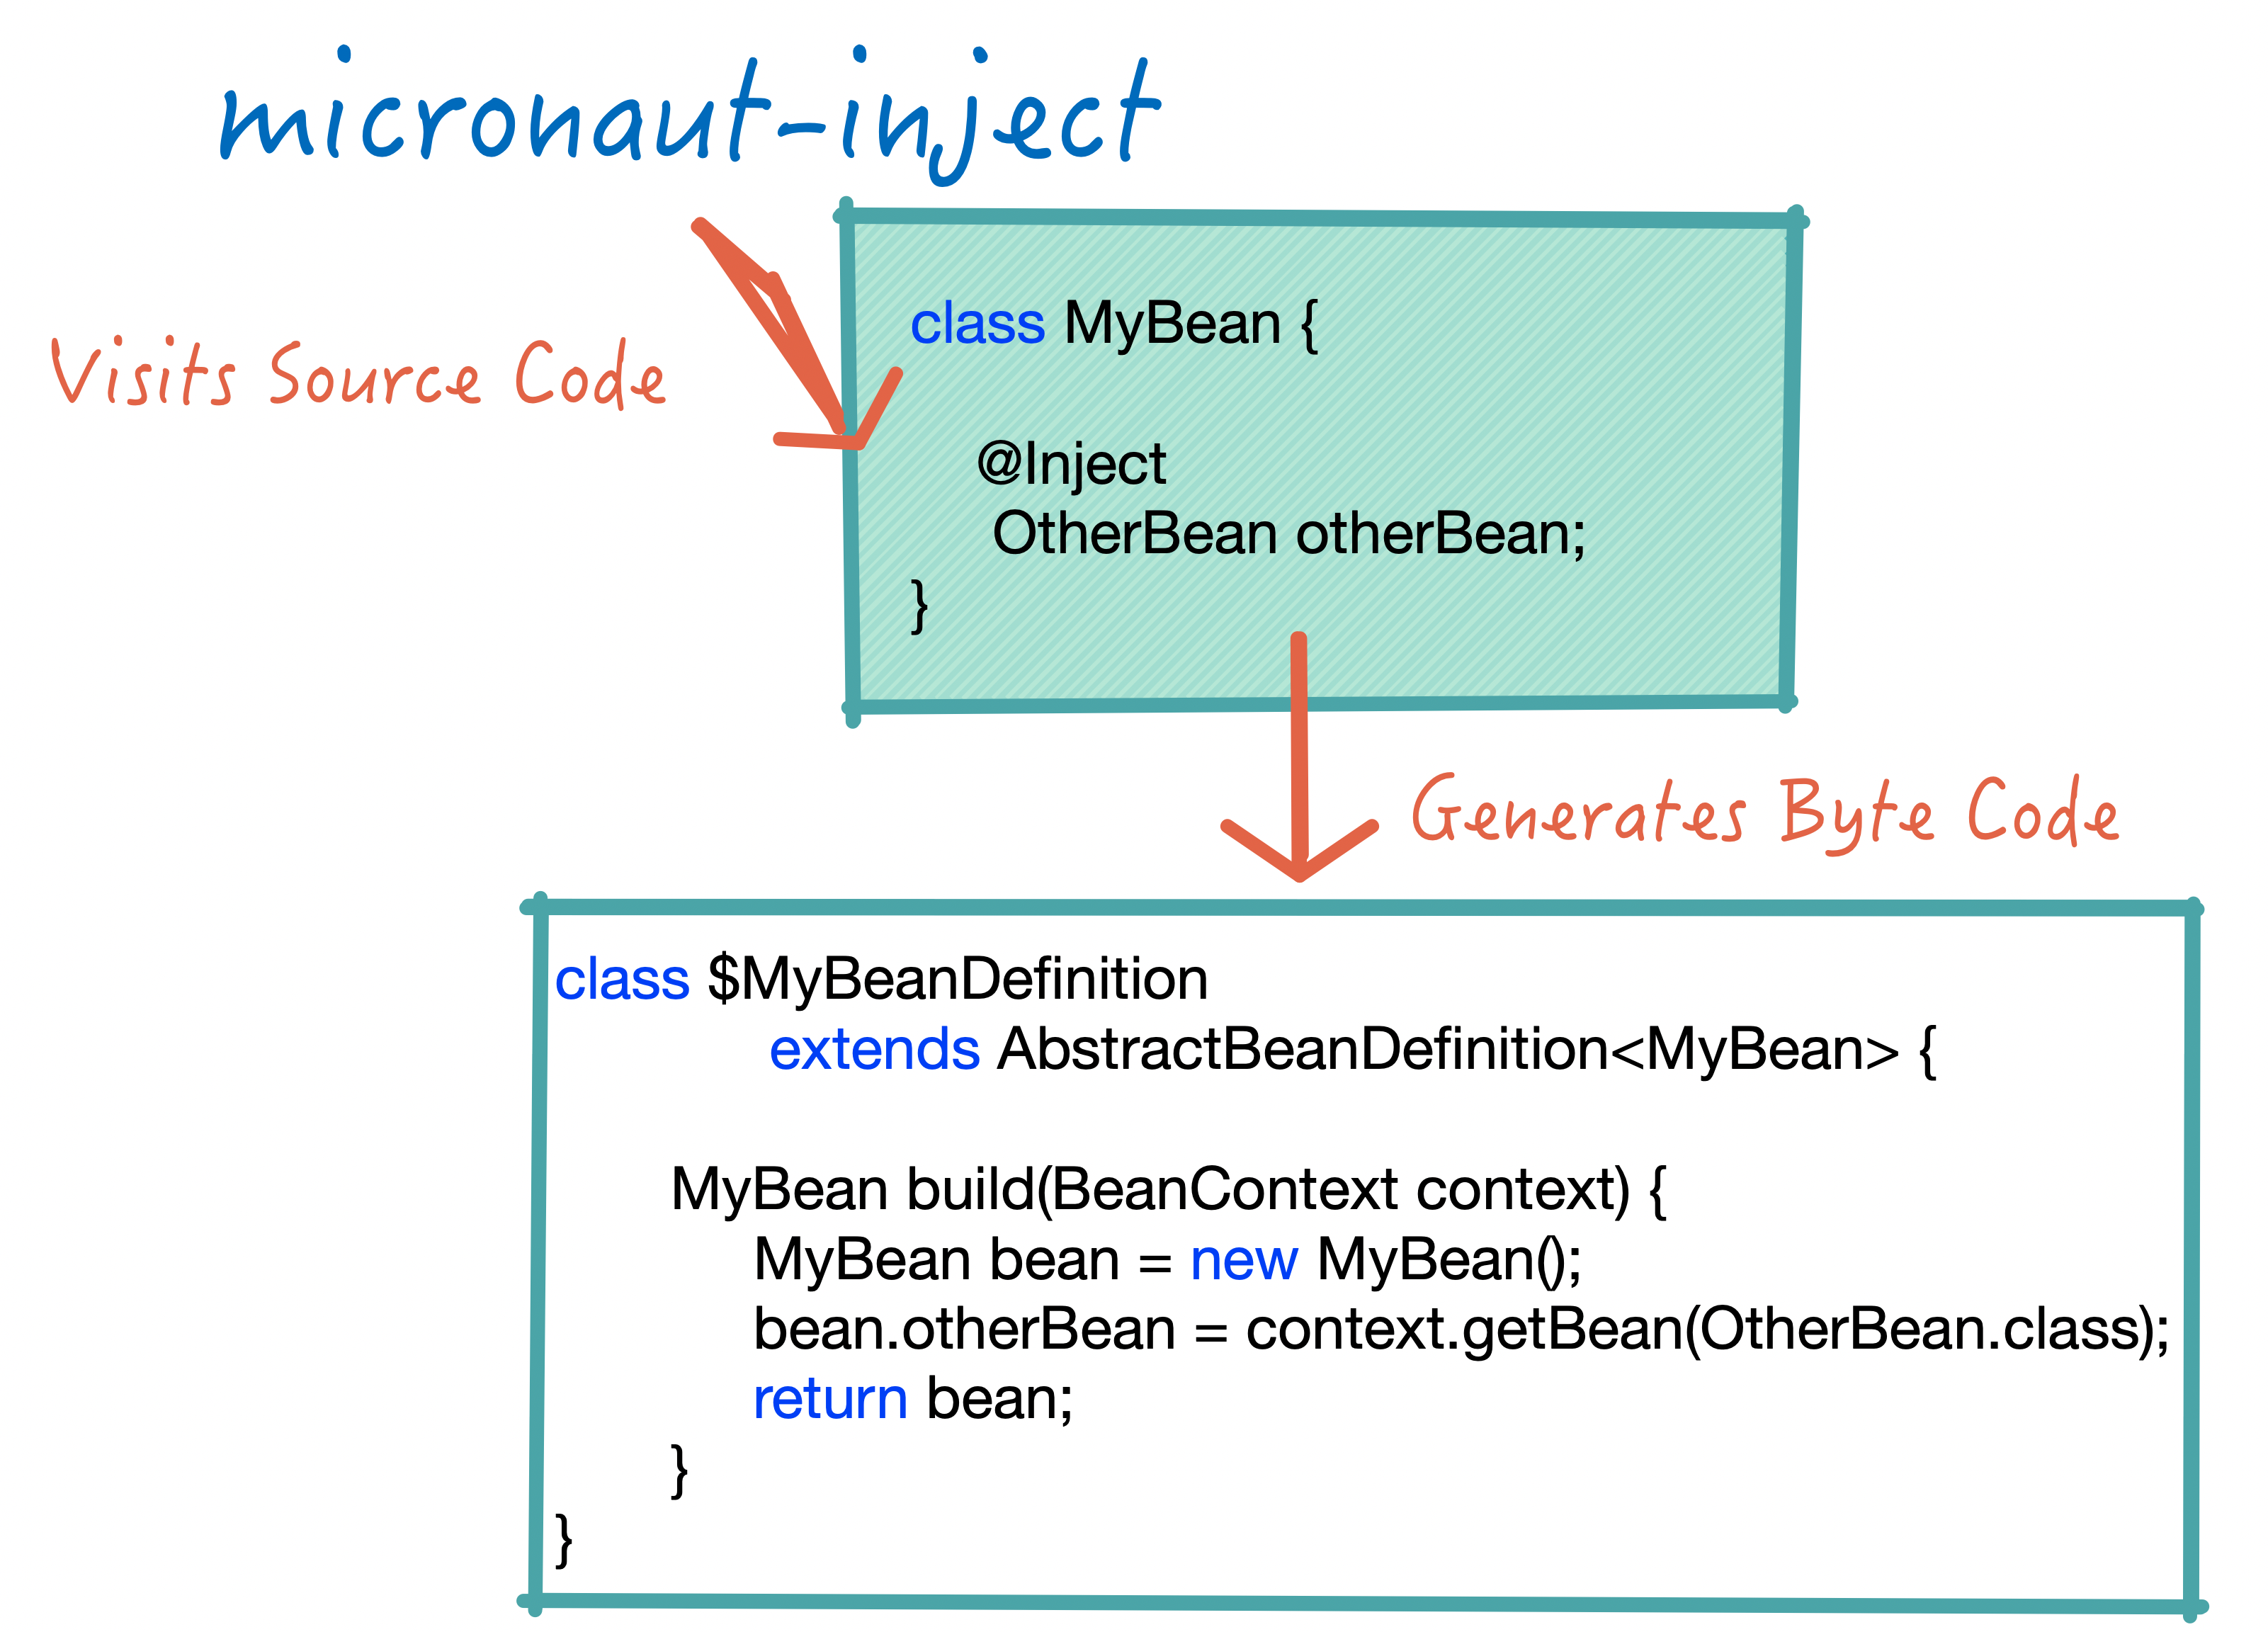 micronaut-inject
Visits Source Code
class MyBean {
@Inject
OtherBean otherBean;
}
Generates Byte Code
class $MyBeanDefinition
extends AbstractBeanDefinition<MyBean> {
MyBean build(BeanContext context) {
MyBean bean = new MyBean();
bean.otherBean = context.getBean(OtherBean.class);
return bean;
}
}